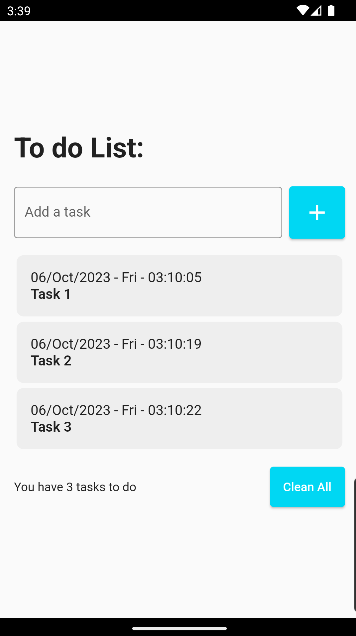 3:39
To do List:
Add a task
+
06/Oct/2023 - Fri - 03:10:05
Task 1
06/Oct/2023 - Fri - 03:10:19
Task 2
06/Oct/2023 - Fri - 03:10:22
Task 3
You have 3 tasks to do
Clean All